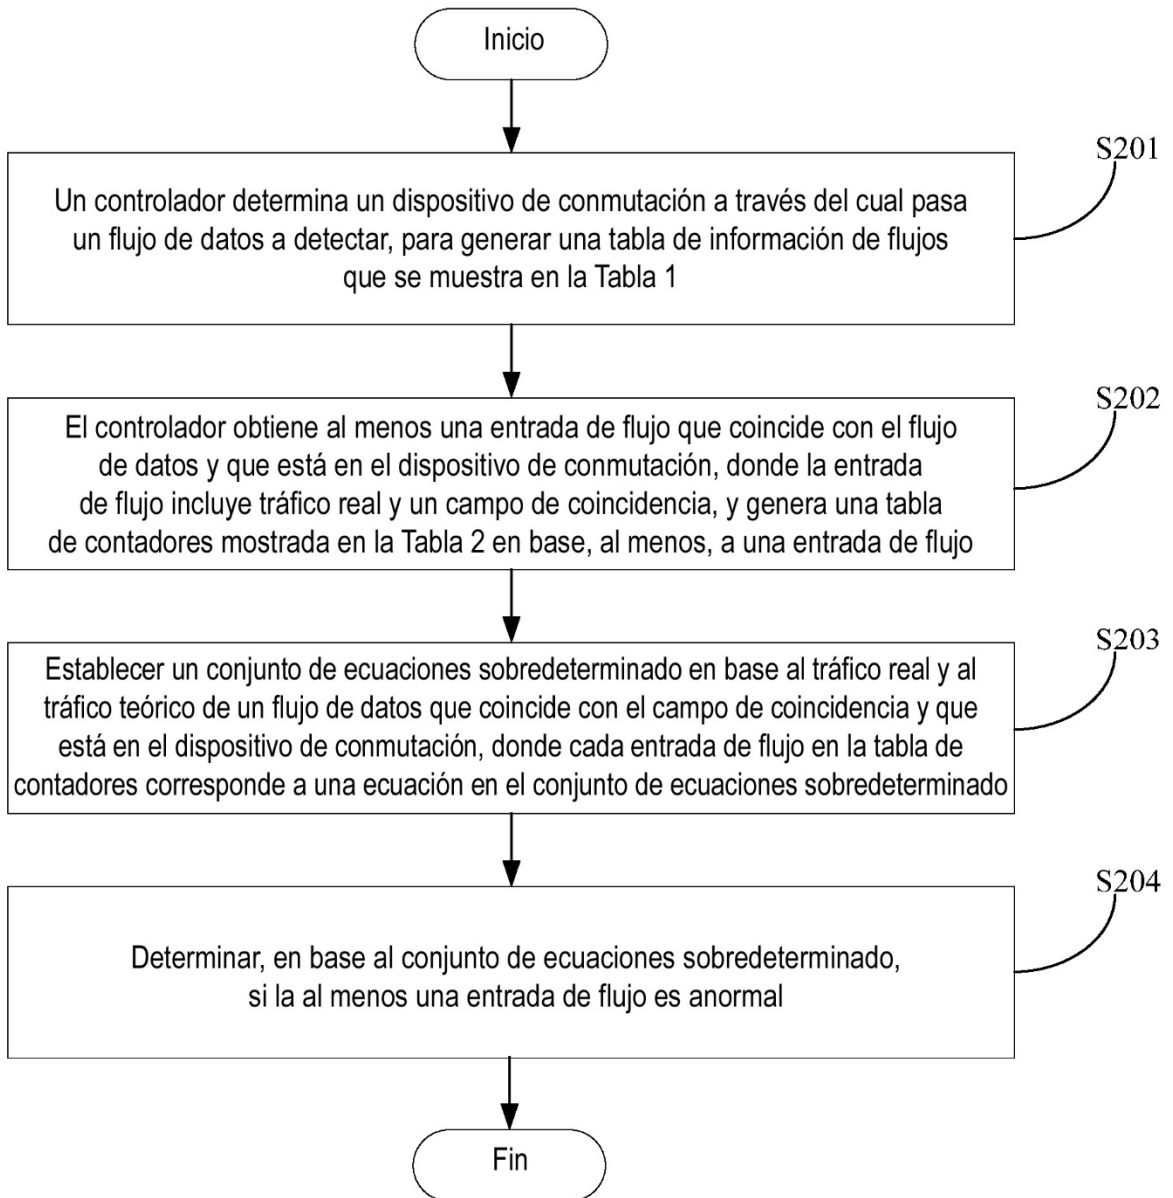 Inicio
S201
Un controlador determina un dispositivo de conmutación a través del cual pasa
un flujo de datos a detectar, para generar una tabla de información de flujos
que se muestra en la Tabla 1
S202
El controlador obtiene al menos una entrada de flujo que coincide con el flujo
de datos y que está en el dispositivo de conmutación, donde la entrada
de flujo incluye tráfico real y un campo de coincidencia, y genera una tabla
de contadores mostrada en la Tabla 2 en base, al menos, a una entrada de flujo
S203
Establecer un conjunto de ecuaciones sobredeterminado en base al tráfico real y al
tráfico teórico de un flujo de datos que coincide con el campo de coincidencia y que
está en el dispositivo de conmutación, donde cada entrada de flujo en la tabla de
contadores corresponde a una ecuación en el conjunto de ecuaciones sobredeterminado
S204
Determinar, en base al conjunto de ecuaciones sobredeterminado,
si la al menos una entrada de flujo es anormal
Fin